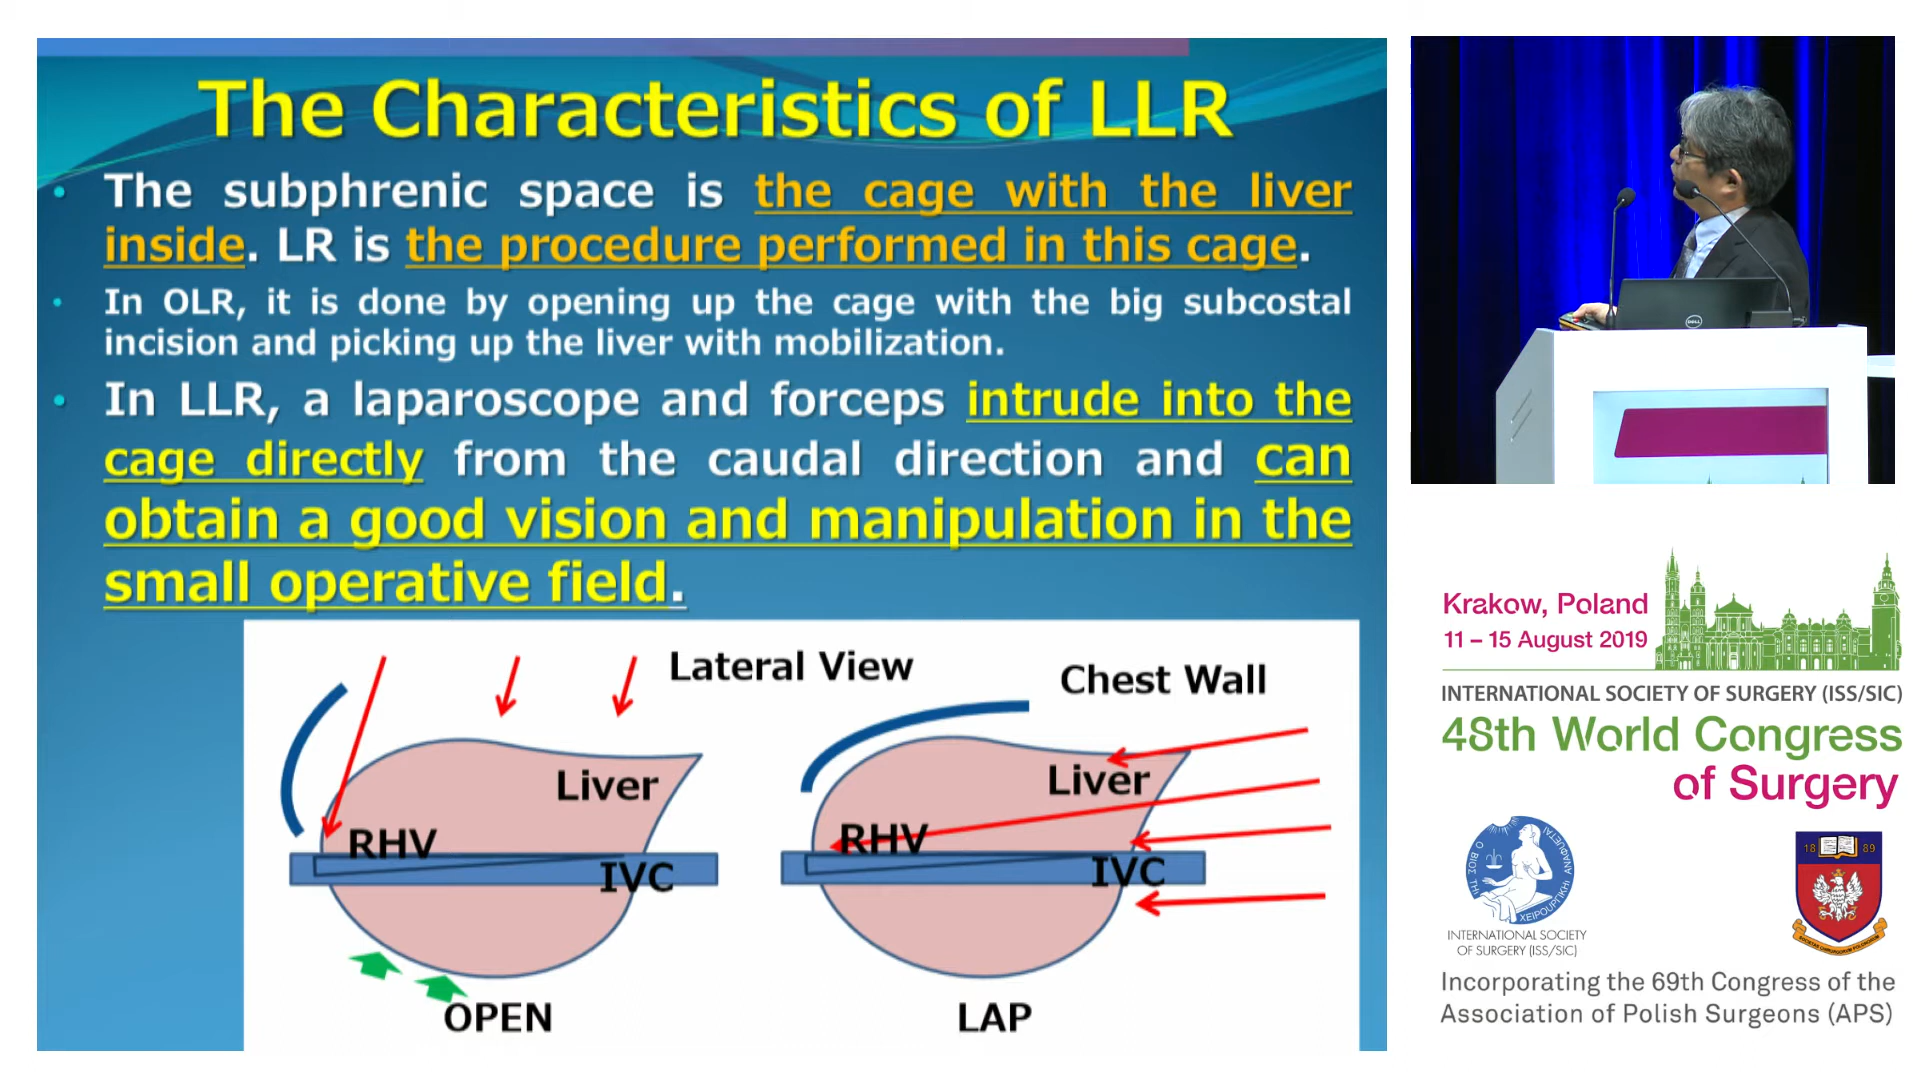 The Characteristics of LLR
• The subphrenic space is the cage with the liver
inside. LR is the procedure performed in this cage.
• In OLR, it is done by opening up the cage with the big subcostal
incision and picking up the liver with mobilization.
• In LLR, a laparoscope and forceps intrude into the
cage directly from the caudal direction and can
obtain a good vision and manipulation in the
small operative field.
Lateral View
Chest Wall
Liver
RHV
IVC
OPEN
Liver
RHV
IVC
LAP
DELL
Krakow, Poland
11 – 15 August 2019
INTERNATIONAL SOCIETY OF SURGERY (ISS/SIC)
48th World Congress
of Surgery
18 89
INTERNATIONAL SOCIETY
OF SURGERY (ISS/SIC)
Incorporating the 69th Congress of the
Association of Polish Surgeons (APS)